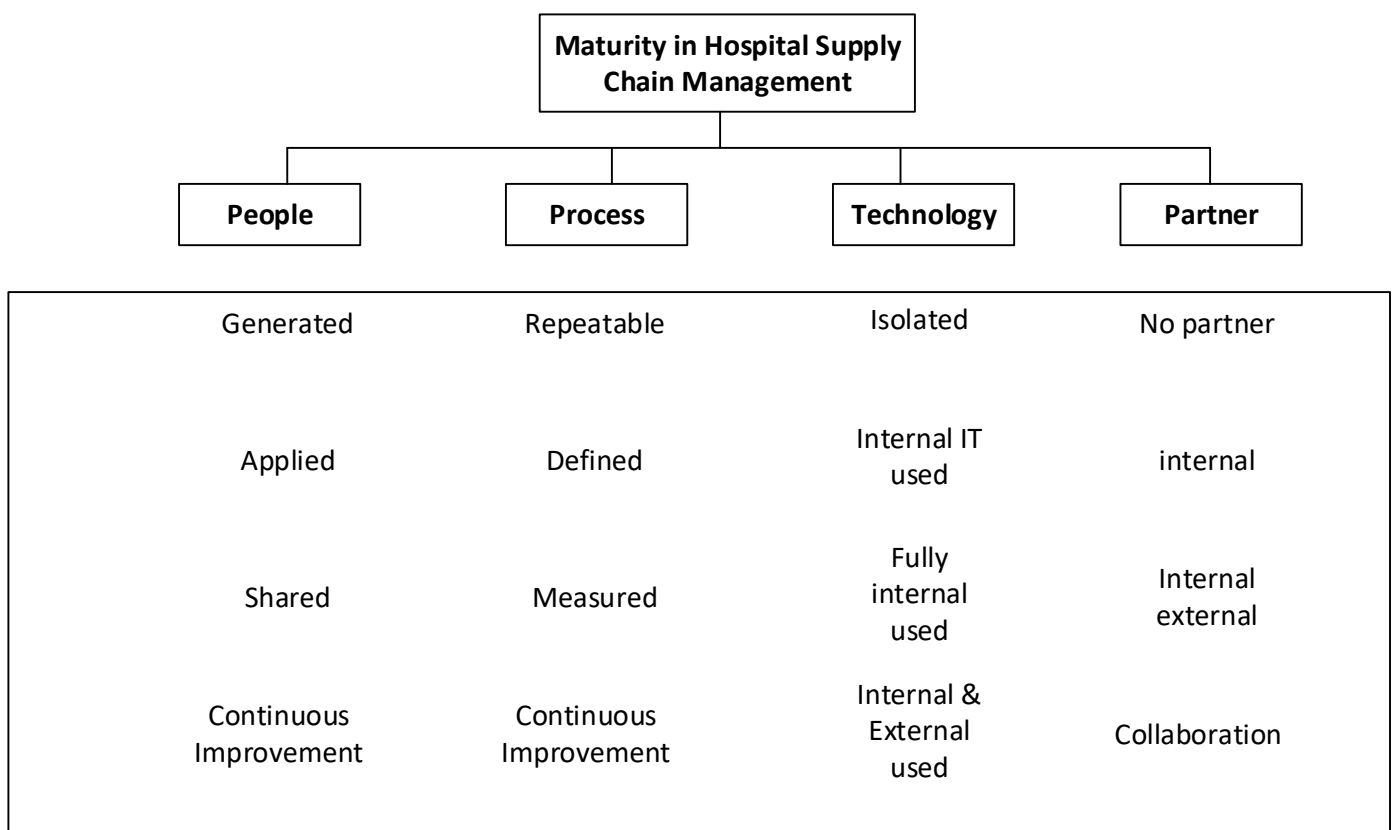 Maturity in Hospital Supply
Chain Management
People
Process
Technology
Partner
Generated
Repeatable
Isolated
No partner
Applied
Defined
Internal IT
used
internal
Shared
Measured
Fully
internal
used
Internal
external
Continuous
Improvement
Continuous
Improvement
Internal &
External
used
Collaboration